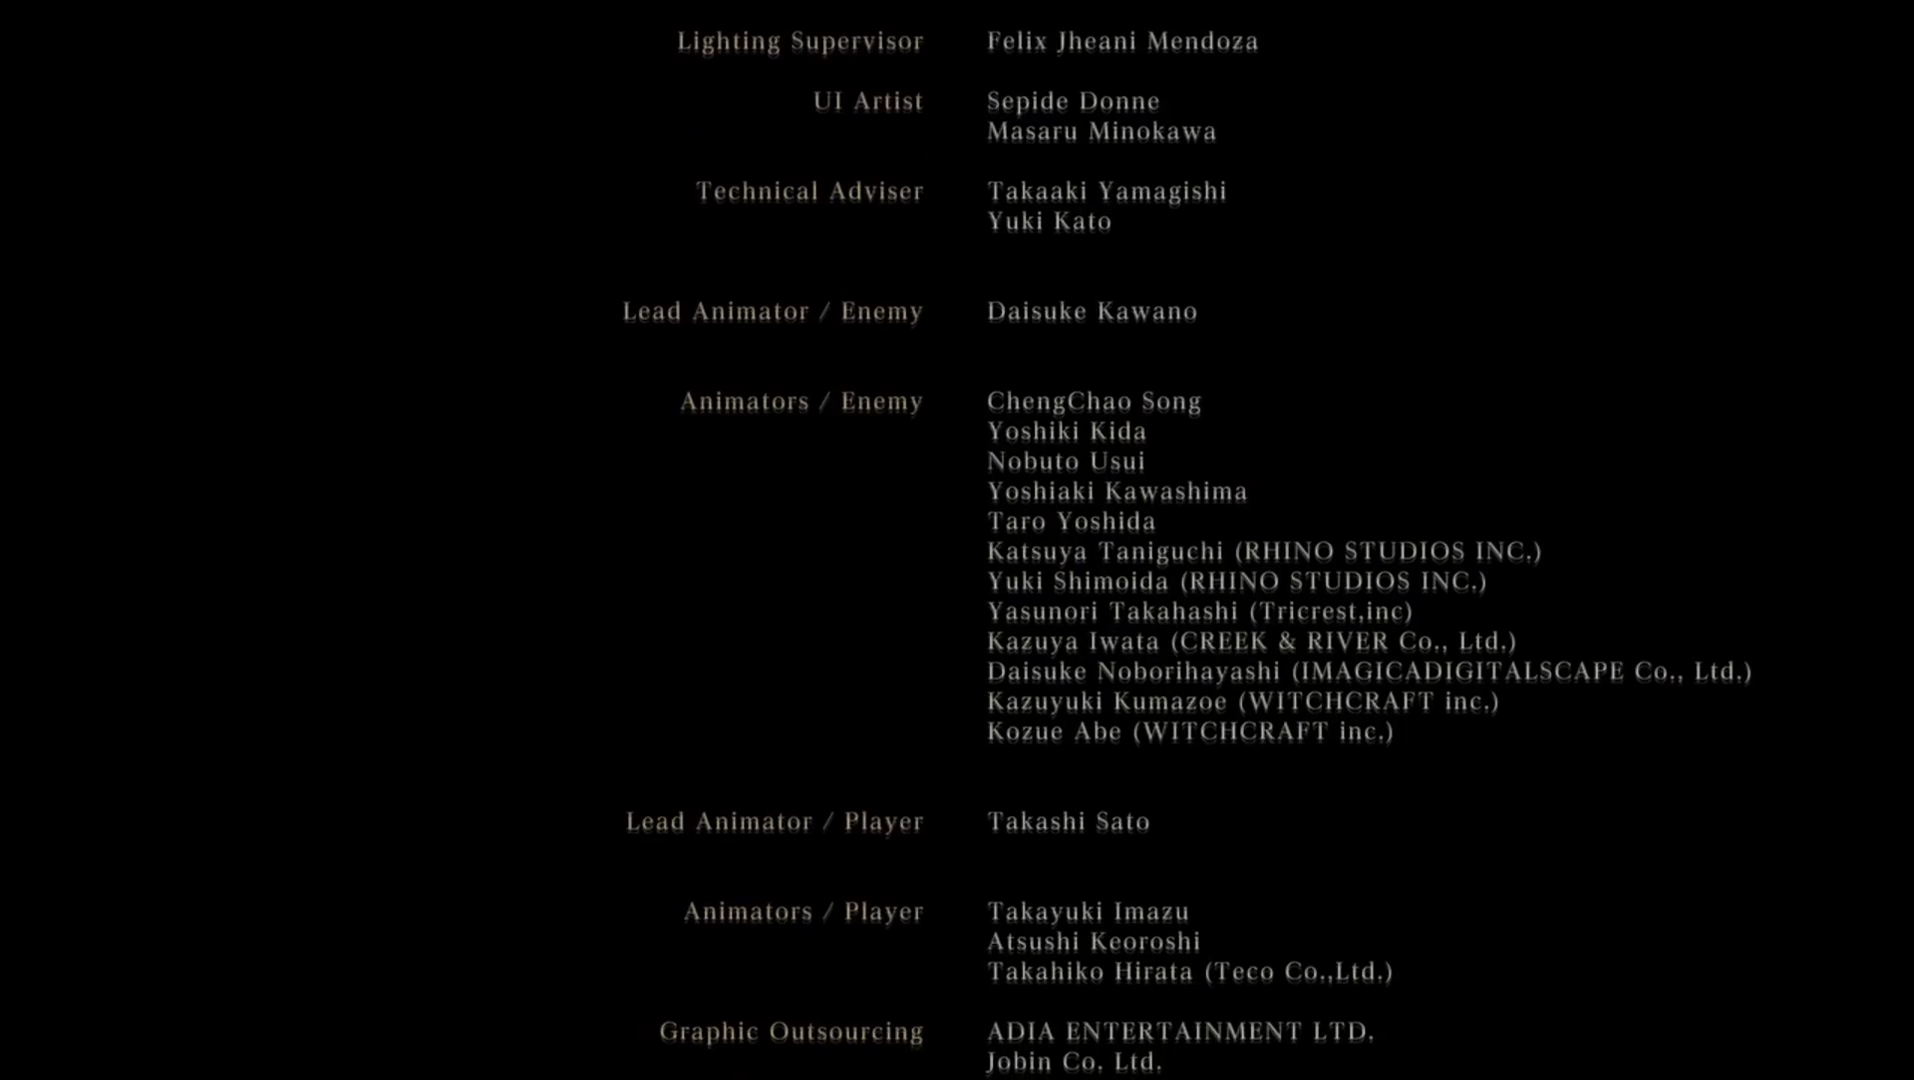 Lighting Supervisor Felix Jheani Mendoza
UI Artist Sepide Donne
Masaru Minokawa
Technical Adviser Takaaki Yamagishi
Yuki Kato
Lead Animator / Enemy Daisuke Kawano
Animators / Enemy ChengChao Song
Yoshiki Kida
Nobuto Usui
Yoshiaki Kawashima
Taro Yoshida
Katsuya Taniguchi (RHINO STUDIOS INC.)
Yuki Shimoida (RHINO STUDIOS INC.)
Yasunori Takahashi (Tricrest,inc)
Kazuya Iwata (CREEK & RIVER Co., Ltd.)
Daisuke Noborihayashi (IMAGICADIGITALSCAPE Co., Ltd.)
Kazuyuki Kumazoe (WITCHCRAFT inc.)
Kozue Abe (WITCHCRAFT inc.)
Lead Animator / Player Takashi Sato
Animators / Player Takayuki Imazu
Atsushi Keoroshi
Takahiko Hirata (Teco Co.,Ltd.)
Graphic Outsourcing ADIA ENTERTAINMENT LTD.
Jobin Co. Ltd.